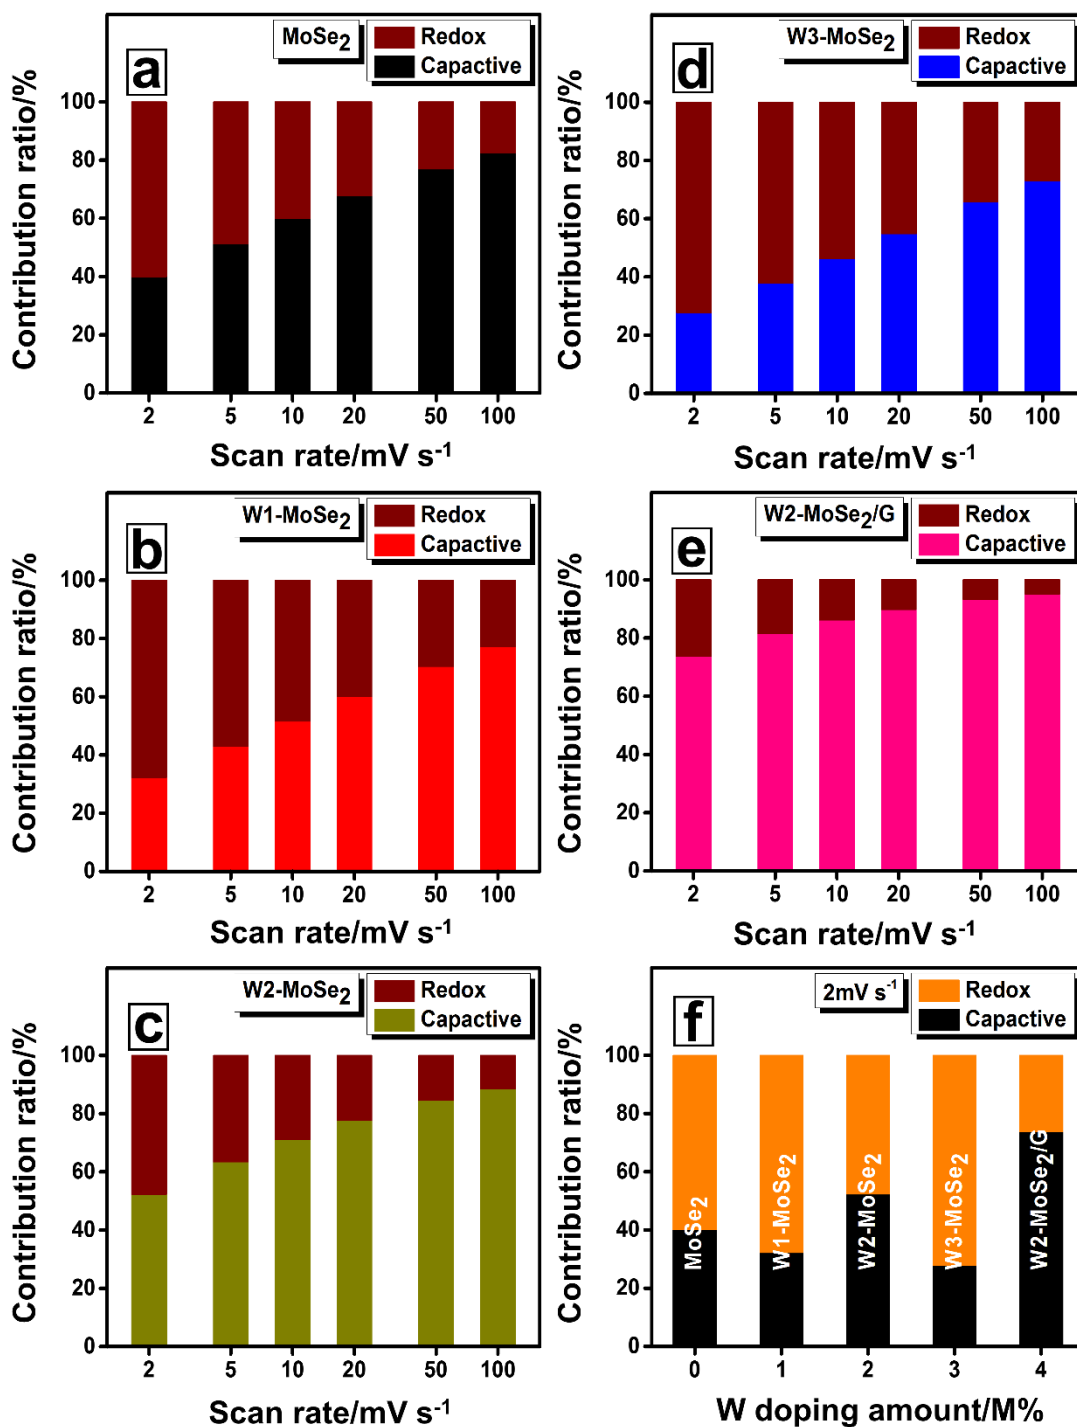 a
MoSe2
Redox
Capactive
Contribution ratio/%
100
80
60
40
20
0
2 5 10 20 50 100
Scan rate/mV s-1
d
W3-MoSe2
Redox
Capactive
Contribution ratio/%
100
80
60
40
20
0
2 5 10 20 50 100
Scan rate/mV s-1
b
W1-MoSe2
Redox
Capactive
Contribution ratio/%
100
80
60
40
20
0
2 5 10 20 50 100
Scan rate/mV s-1
e
W2-MoSe2/G
Redox
Capactive
Contribution ratio/%
100
80
60
40
20
0
2 5 10 20 50 100
Scan rate/mV s-1
c
W2-MoSe2
Redox
Capactive
Contribution ratio/%
100
80
60
40
20
0
2 5 10 20 50 100
Scan rate/mV s-1
f
2mV s-1
Redox
Capactive
Contribution ratio/%
100
80
60
40
20
0
MoSe2
W1-MoSe2
W2-MoSe2
W3-MoSe2
W2-MoSe2/G
0 1 2 3 4
W doping amount/M%